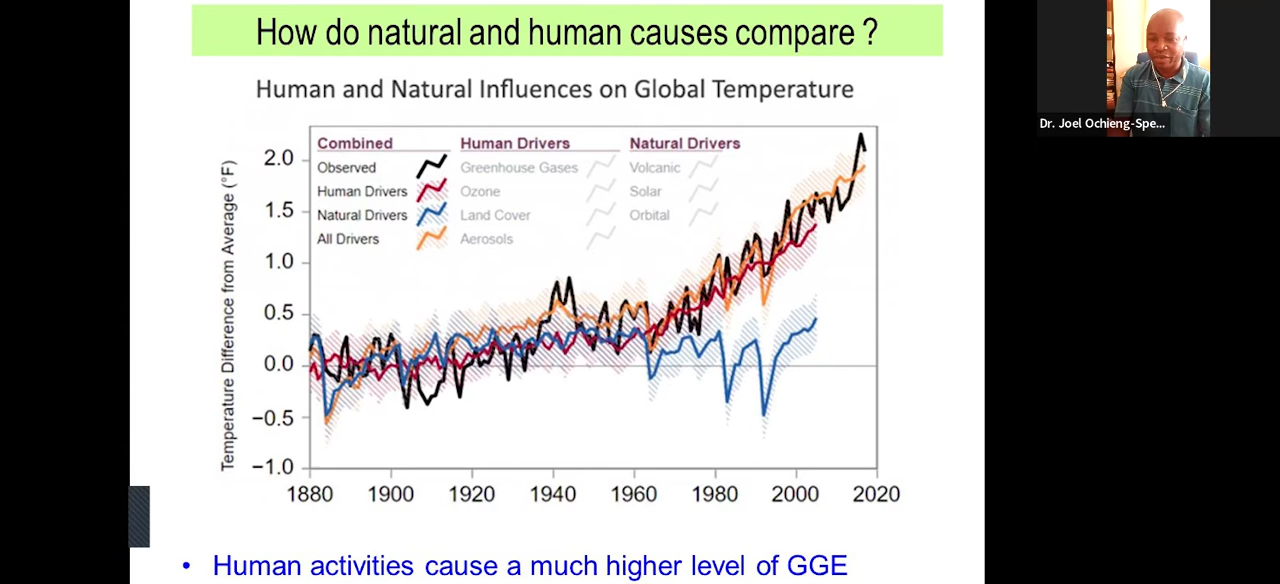 How do natural and human causes compare ?
Dr. Joel Ochieng-Spe...
Human and Natural Influences on Global Temperature
Combined Human Drivers Natural Drivers
Observed Greenhouse Gases Volcanic
Human Drivers Ozone Solar
Natural Drivers Land Cover Orbital
All Drivers Aerosols
Temperature Difference from Average (°F)
2.0
1.5
1.0
0.5
0.0
−0.5
−1.0
1880 1900 1920 1940 1960 1980 2000 2020
• Human activities cause a much higher level of GGE